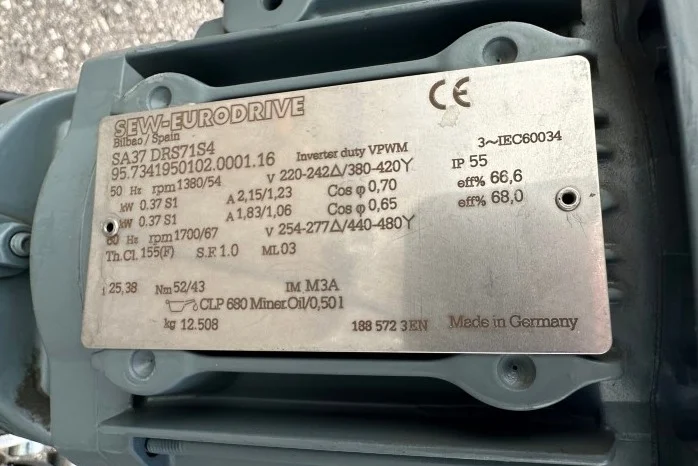 SEW-EURODRIVE CE
Bilbao / Spain
SA37 DRS71S4 3~IEC60034
95.7341950102.0001.16 Inverter duty VPWM
50 Hz rpm 1380/54 V 220-242Δ/380-420Y IP 55
kW 0.37 S1 A 2,15/1,23 Cos φ 0,70 eff% 66,6
kW 0.37 S1 A 1,83/1,06 Cos φ 0,65 eff% 68,0
60 Hz rpm 1700/67 V 254-277Δ/440-480Y
Th.Cl. 155(F) S.F. 1.0 ML 03
i 25,38 Nm 52/43 IM M3A
CLP 680 Miner.Oil/0,50 l
kg 12.508 188 572 3 EN Made in Germany